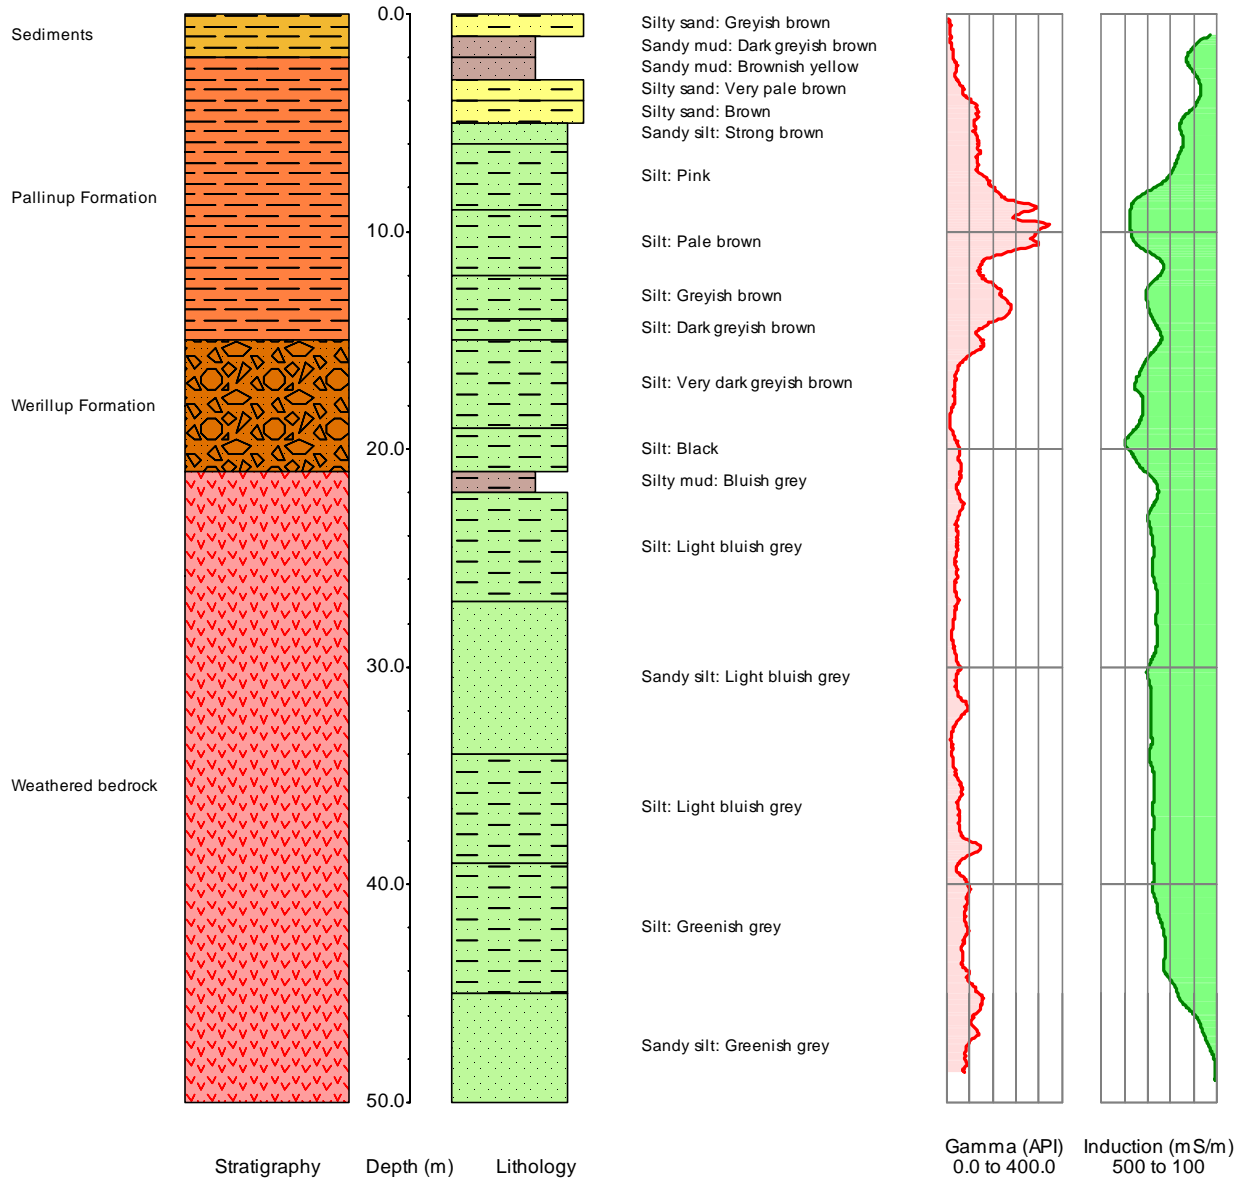 Sediments
Pallinup Formation
Werillup Formation
Weathered bedrock
Stratigraphy
0.0
10.0
20.0
30.0
40.0
50.0
Depth (m)
Lithology
Silty sand: Greyish brown
Sandy mud: Dark greyish brown
Sandy mud: Brownish yellow
Silty sand: Very pale brown
Silty sand: Brown
Sandy silt: Strong brown
Silt: Pink
Silt: Pale brown
Silt: Greyish brown
Silt: Dark greyish brown
Silt: Very dark greyish brown
Silt: Black
Silty mud: Bluish grey
Silt: Light bluish grey
Sandy silt: Light bluish grey
Silt: Light bluish grey
Silt: Greenish grey
Sandy silt: Greenish grey
Gamma (API)
0.0 to 400.0
Induction (mS/m)
500 to 100